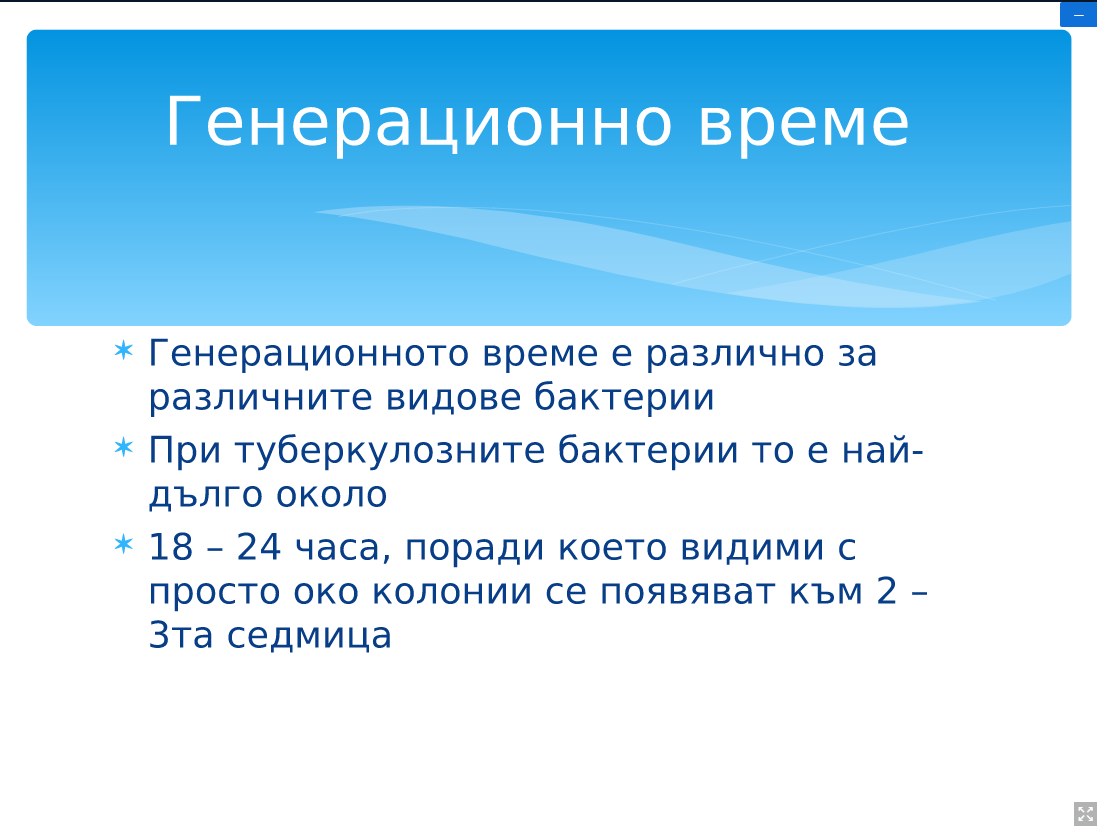 Генерационно време
Генерационното време е различно за
различните видове бактерии
При туберкулозните бактерии то е най-
дълго около
18 – 24 часа, поради което видими с
просто око колонии се появяват към 2 –
3та седмица